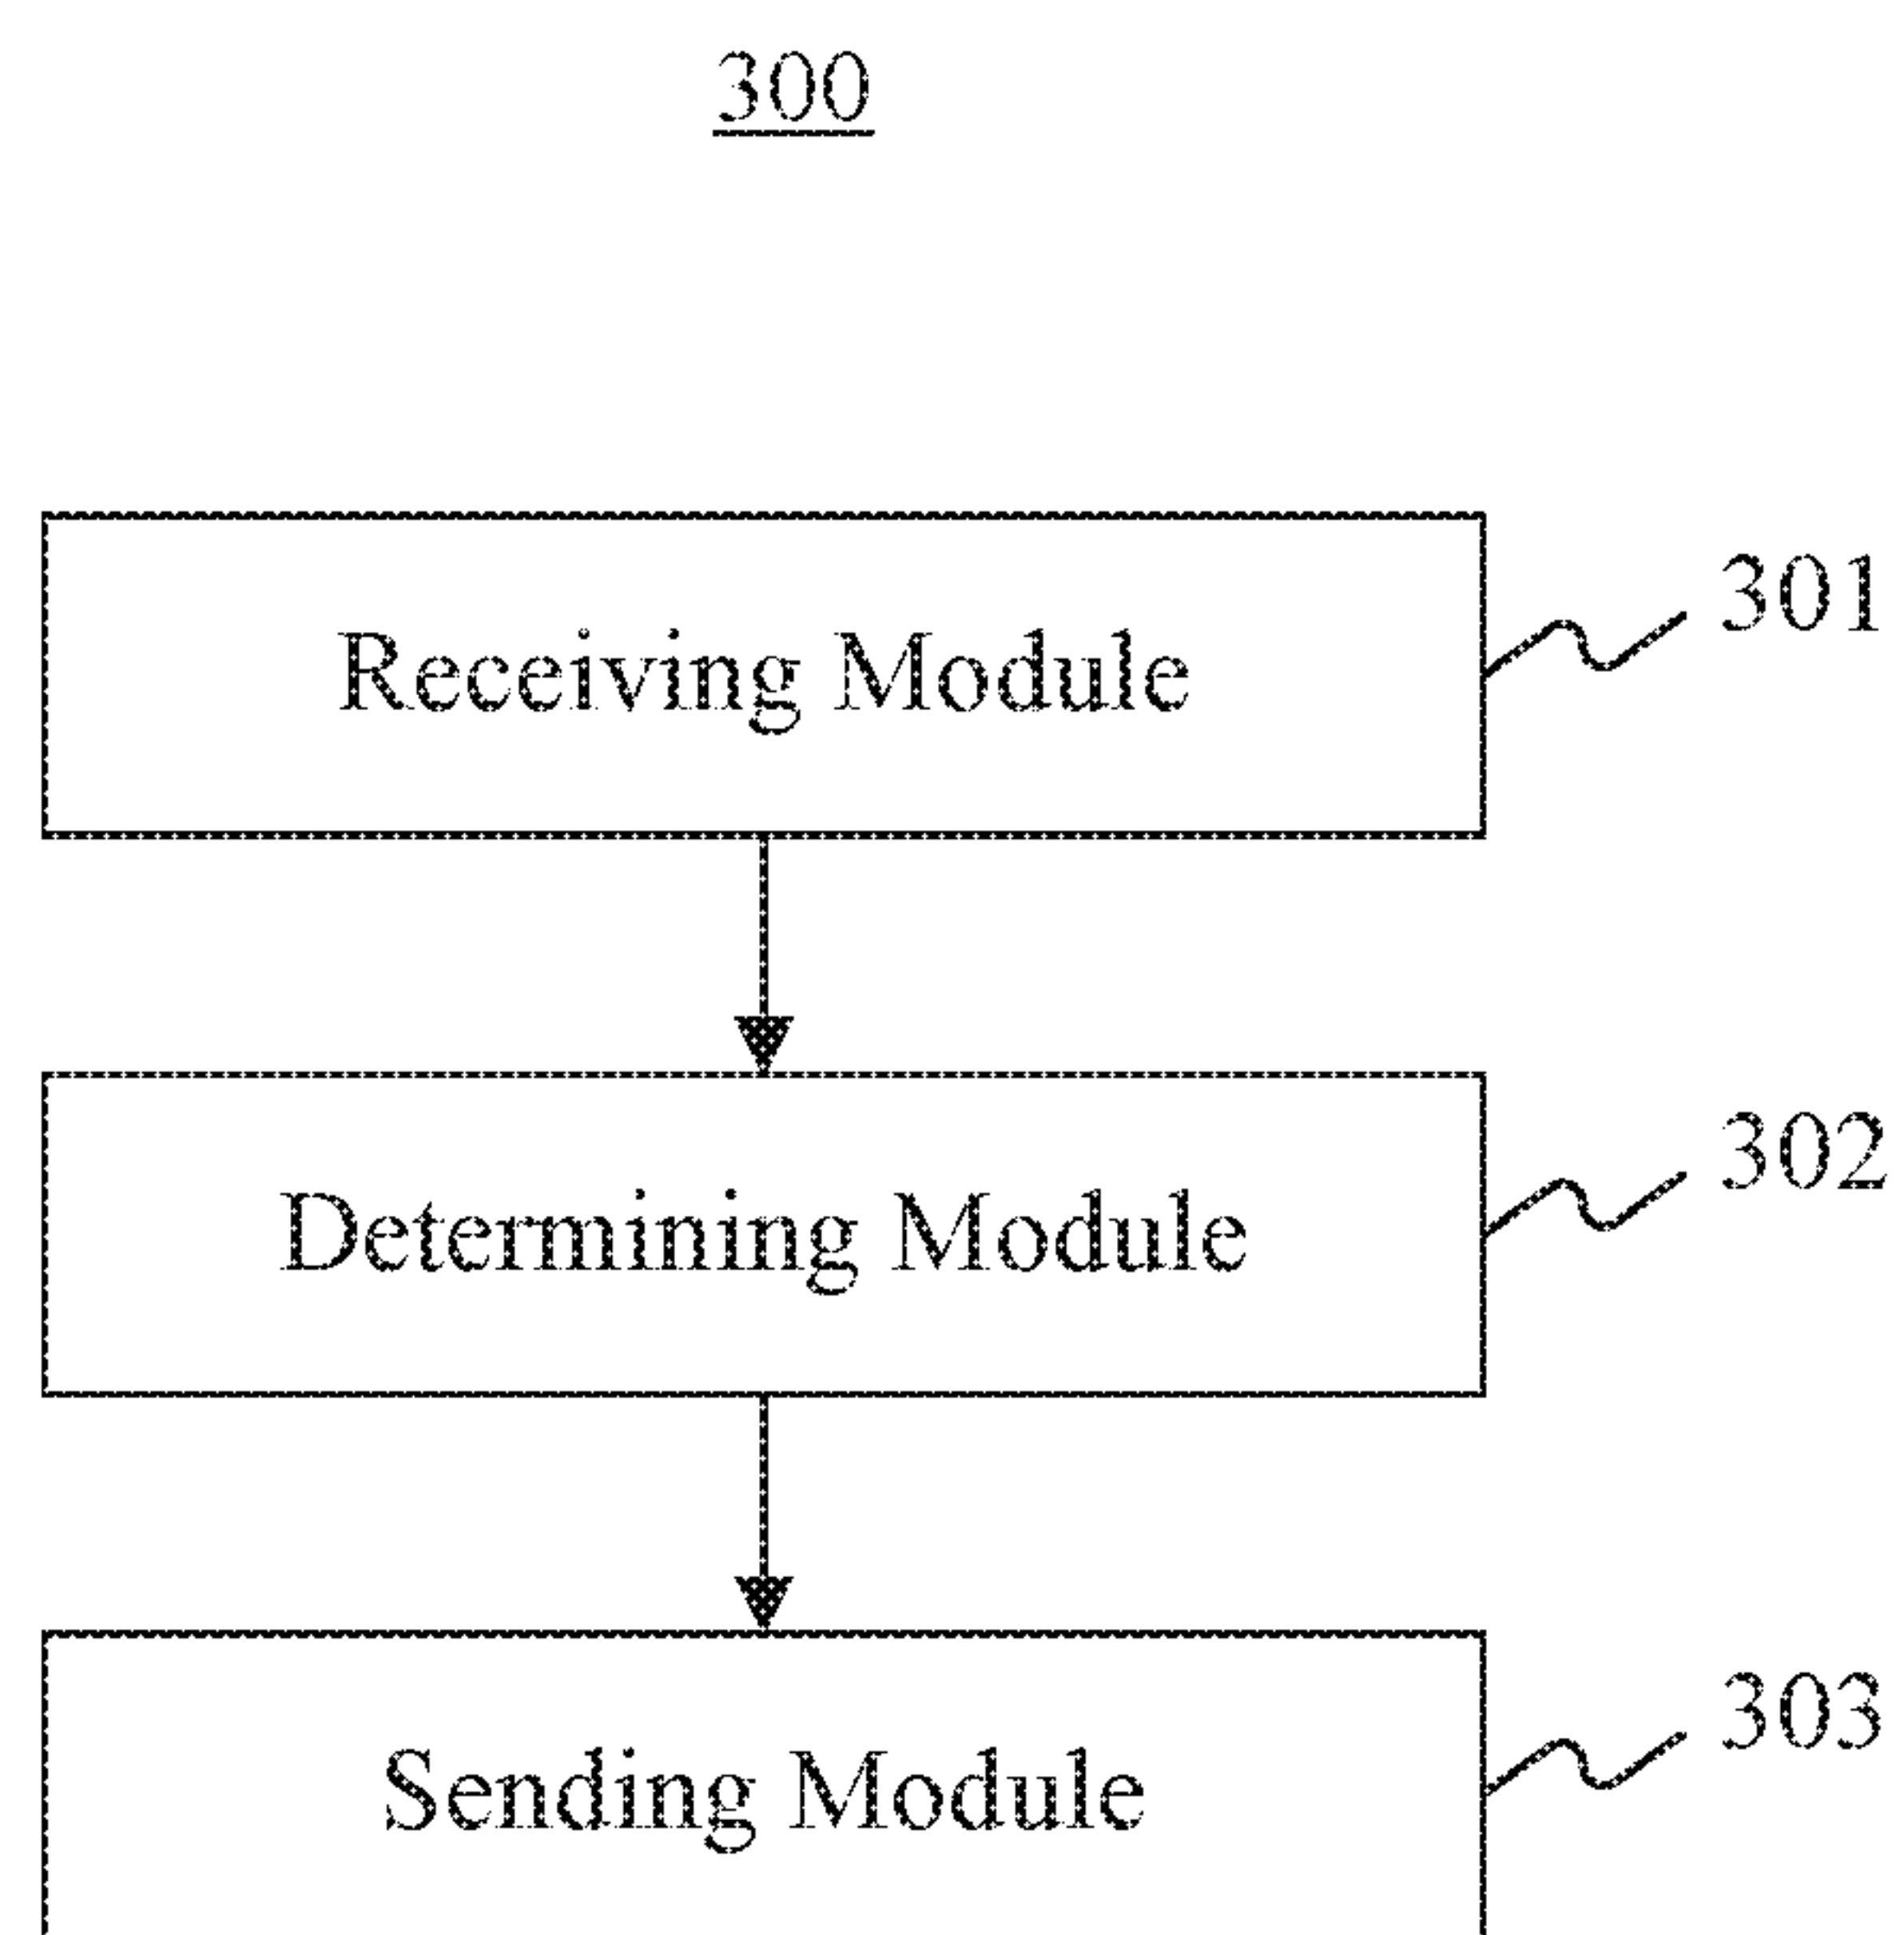 300
Receiving Module
301
Determining Module
302
Sending Module
303